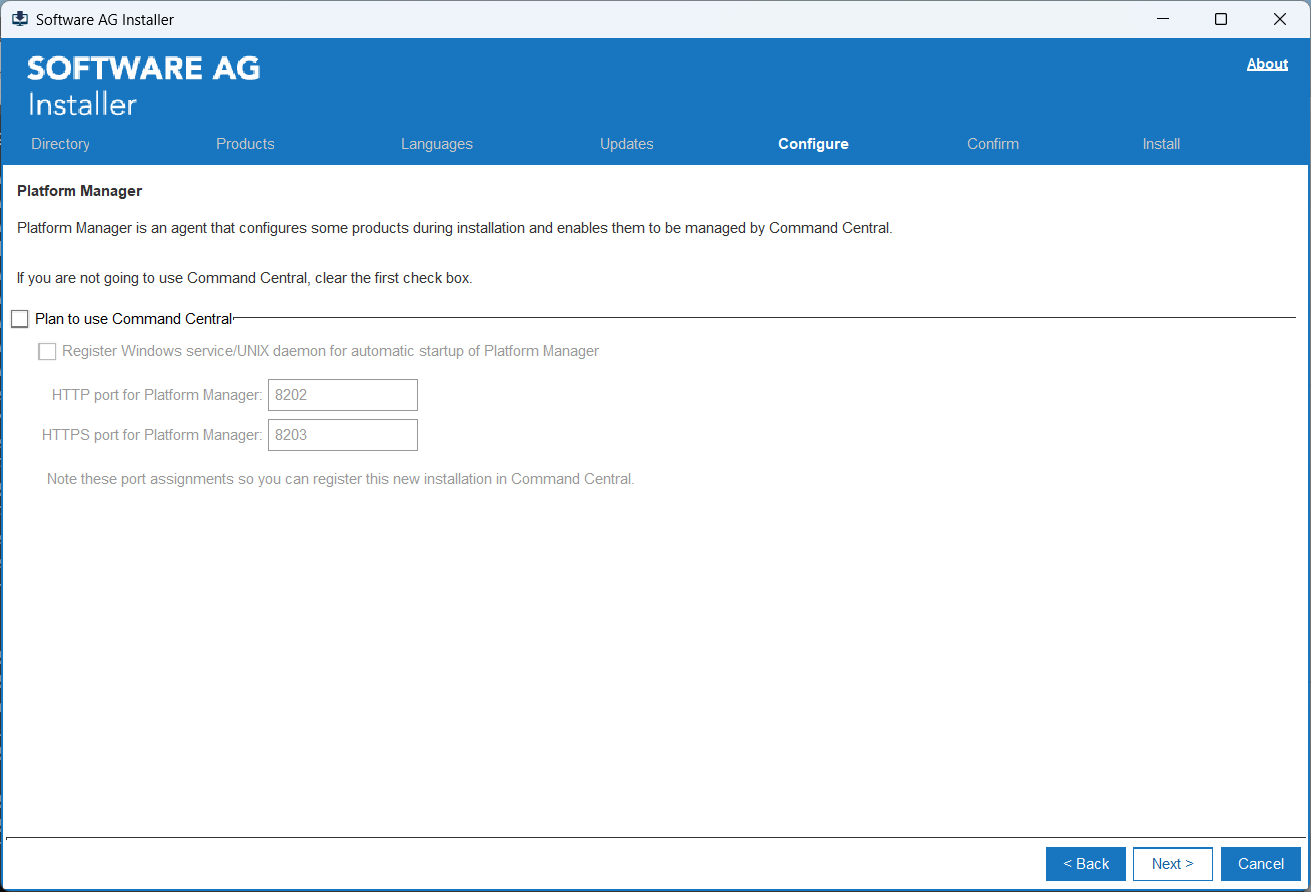 Software AG Installer
SOFTWARE AG
Installer
About
Directory Products Languages Updates Configure Confirm Install
Platform Manager
Platform Manager is an agent that configures some products during installation and enables them to be managed by Command Central.
If you are not going to use Command Central, clear the first check box.
Plan to use Command Central
Register Windows service/UNIX daemon for automatic startup of Platform Manager
HTTP port for Platform Manager: 8202
HTTPS port for Platform Manager: 8203
Note these port assignments so you can register this new installation in Command Central.
< Back Next > Cancel